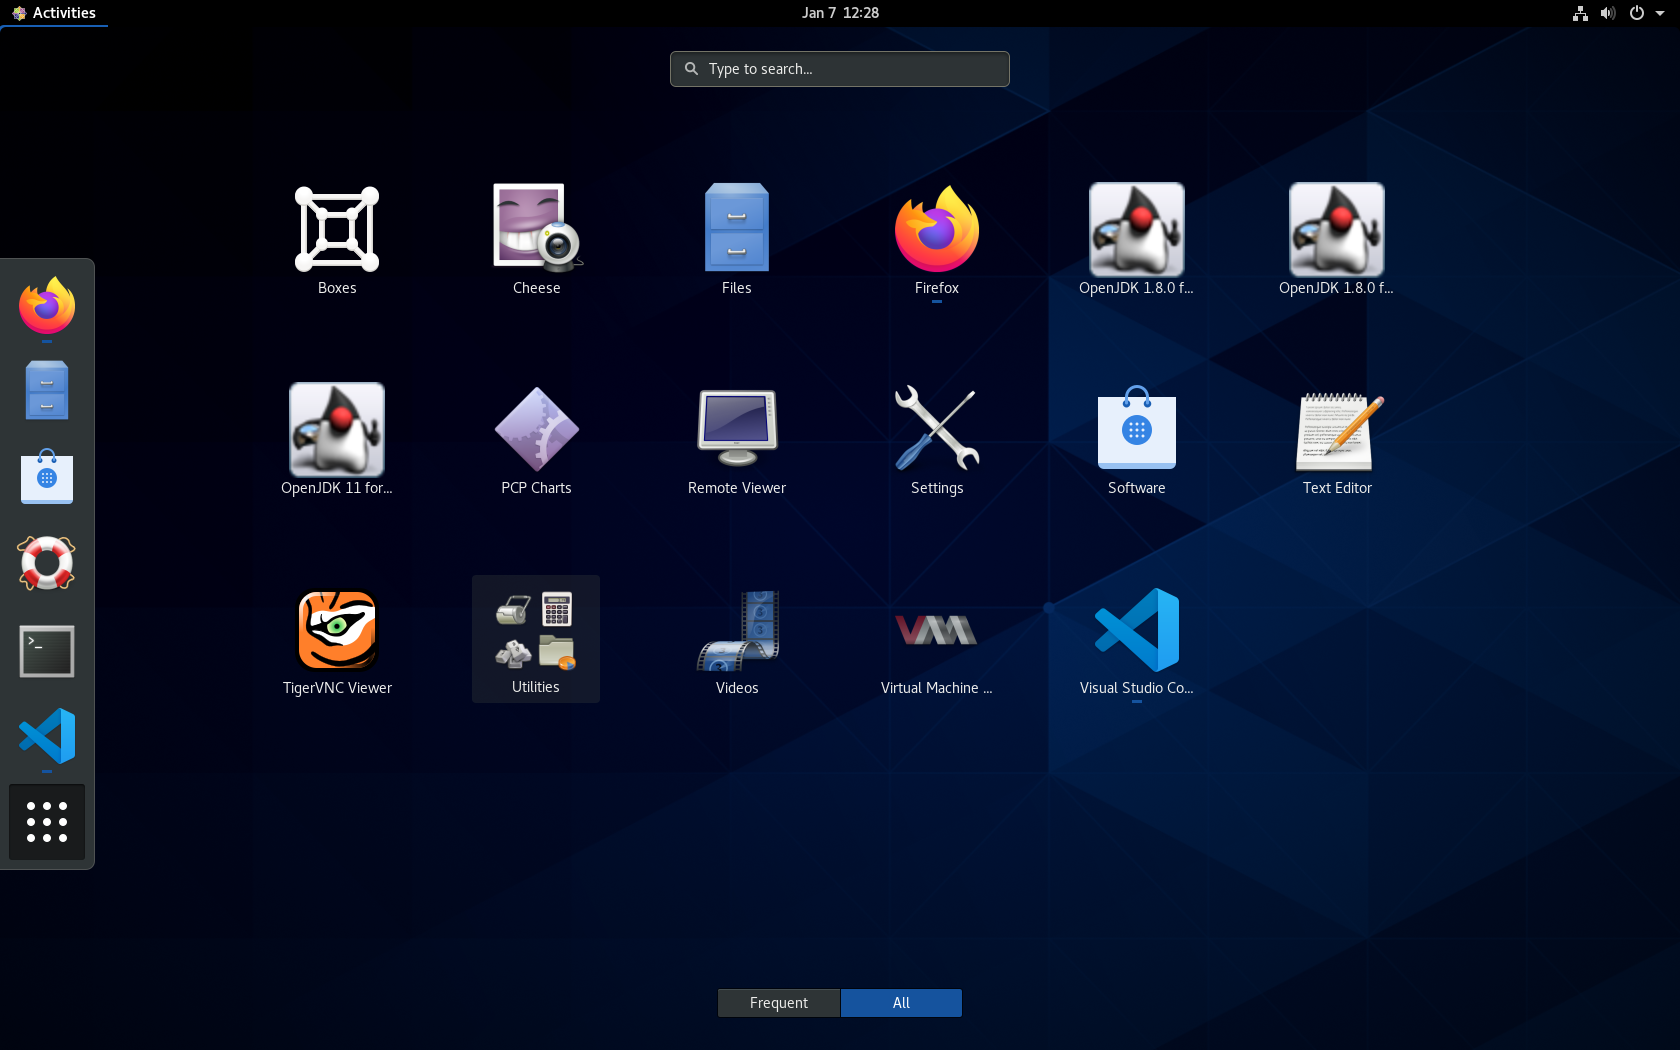 Activities
Jan 7 12:28
Type to search...
Boxes
Cheese
Files
Firefox
OpenJDK 1.8.0 f...
OpenJDK 1.8.0 f...
OpenJDK 11 for...
PCP Charts
Remote Viewer
Settings
Software
Text Editor
TigerVNC Viewer
Utilities
Videos
Virtual Machine ...
Visual Studio Co...
Frequent
All